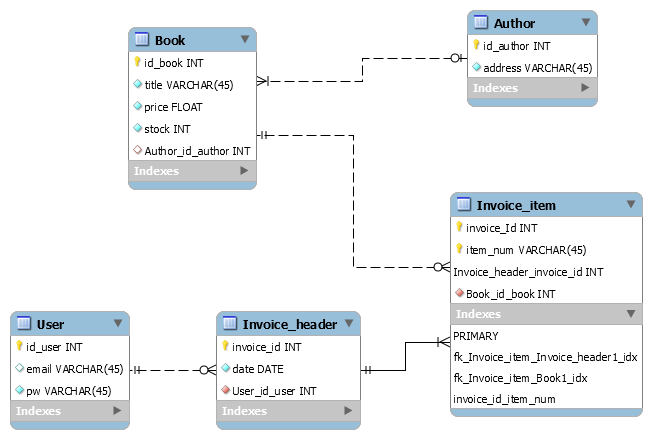 Book
id_book INT
title VARCHAR(45)
price FLOAT
stock INT
Author_id_author INT
Indexes
Author
id_author INT
address VARCHAR(45)
Indexes
Invoice_item
invoice_Id INT
item_num VARCHAR(45)
Invoice_header_invoice_id INT
Book_id_book INT
Indexes
PRIMARY
fk_Invoice_item_Invoice_header1_idx
fk_Invoice_item_Book1_idx
invoice_id_item_num
User
id_user INT
email VARCHAR(45)
pw VARCHAR(45)
Indexes
Invoice_header
invoice_id INT
date DATE
User_id_user INT
Indexes